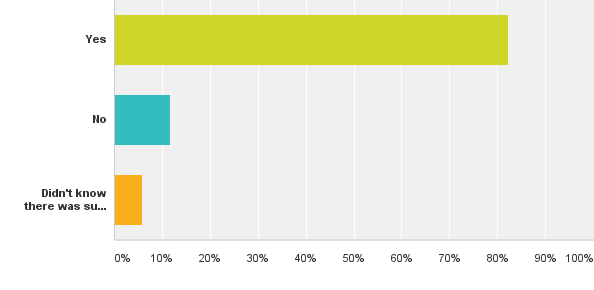 Yes
No
Didn't know
there was su...
0% 10% 20% 30% 40% 50% 60% 70% 80% 90% 100%